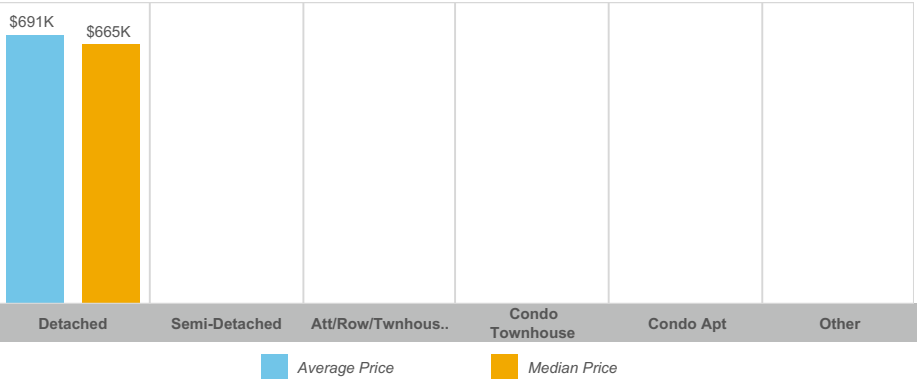 $691K
$665K
Detached
Semi-Detached
Att/Row/Twnhous..
Condo
Townhouse
Condo Apt
Other
Average Price
Median Price